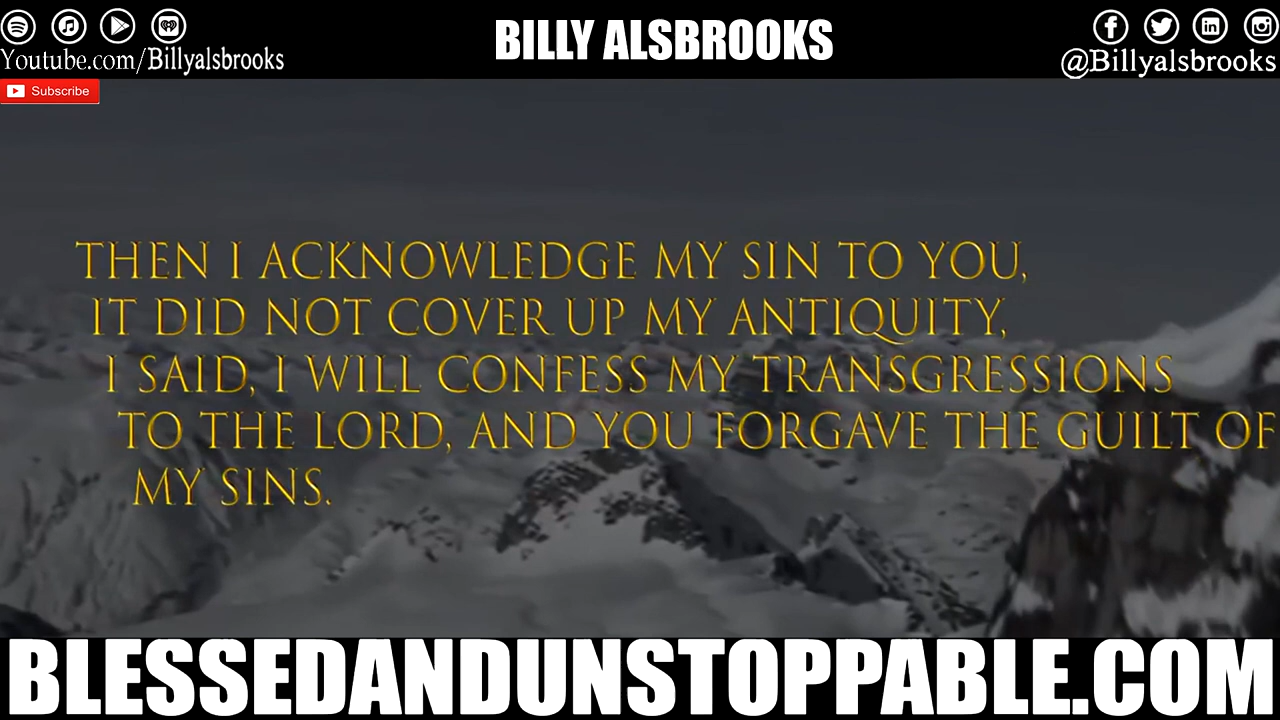 BILLY ALSBROOKS
Youtube.com/Billyalsbrooks
@Billyalsbrooks
Subscribe
THEN I ACKNOWLEDGE MY SIN TO YOU,
IT DID NOT COVER UP MY ANTIQUITY,
I SAID, I WILL CONFESS MY TRANSGRESSIONS
TO THE LORD, AND YOU FORGAVE THE GUILT OF
MY SINS.
BLESSEDANDUNSTOPPABLE.COM